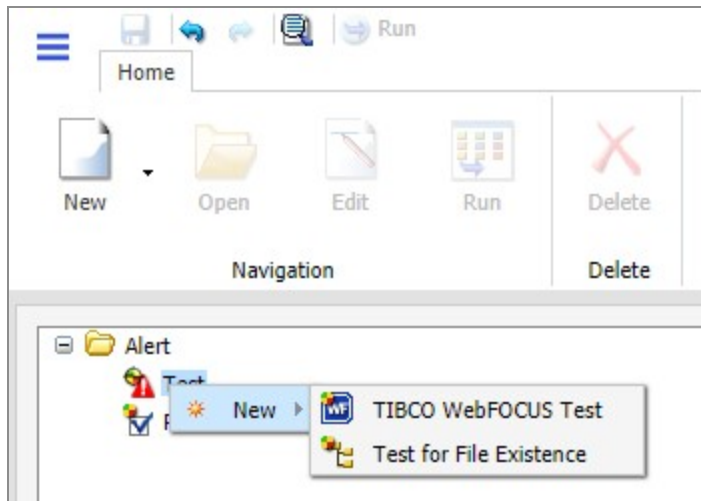 Run
Home
New
Open
Edit
Run
Delete
Navigation
Delete
Alert
Test
New
WF
TIBCO WebFOCUS Test
Test for File Existence